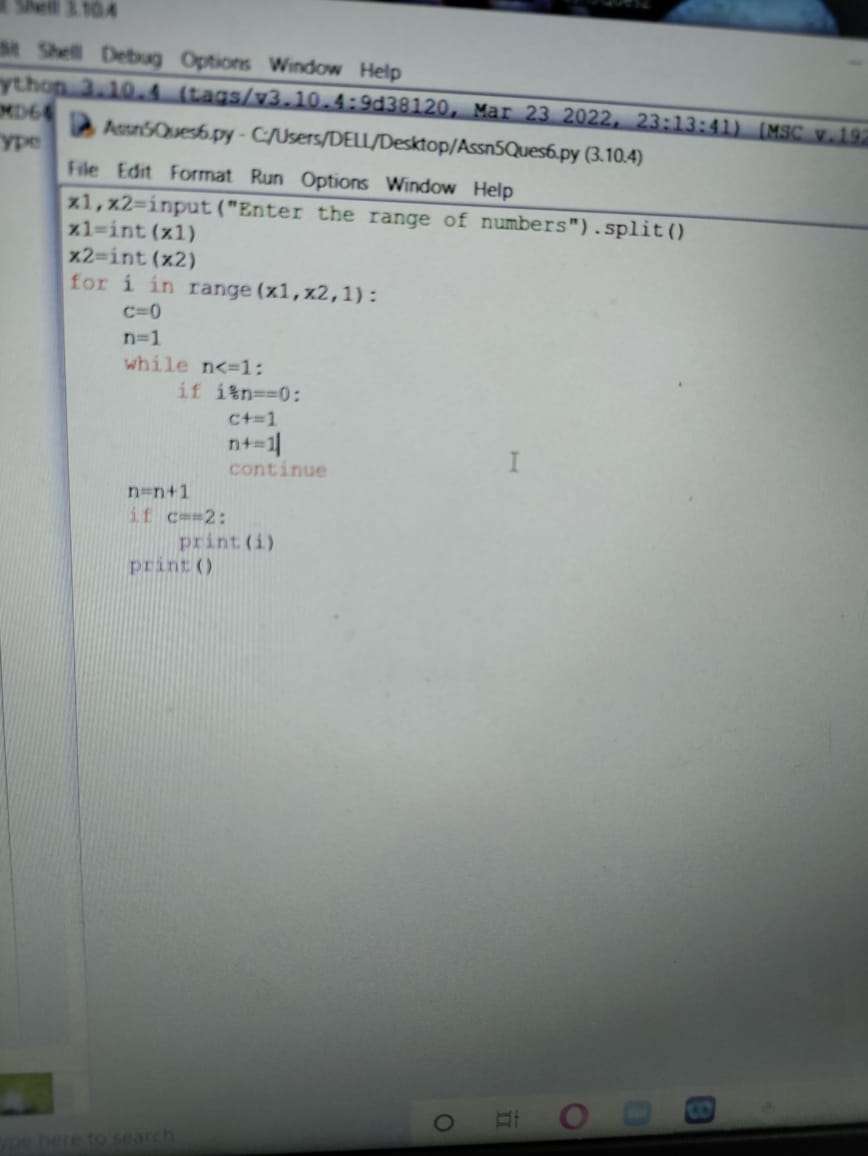 Shell 3.10.4
Shell Debug Options Window Help
ython 3.10.4 (tags/v3.10.4:9d38120, Mar 23 2022, 23:13:41) [MSC v.192
MD64
ype
Assn5Ques6.py - C:/Users/DELL/Desktop/Assn5Ques6.py (3.10.4)
File Edit Format Run Options Window Help
x1,x2=input("Enter the range of numbers").split()
x1=int(x1)
x2=int(x2)
for i in range(x1,x2,1):
    c=0
    n=1
    while n<=1:
        if i%n==0:
            c+=1
            n+=1
            continue
    n=n+1
    if c==2:
        print(i)
    print()
ype here to search